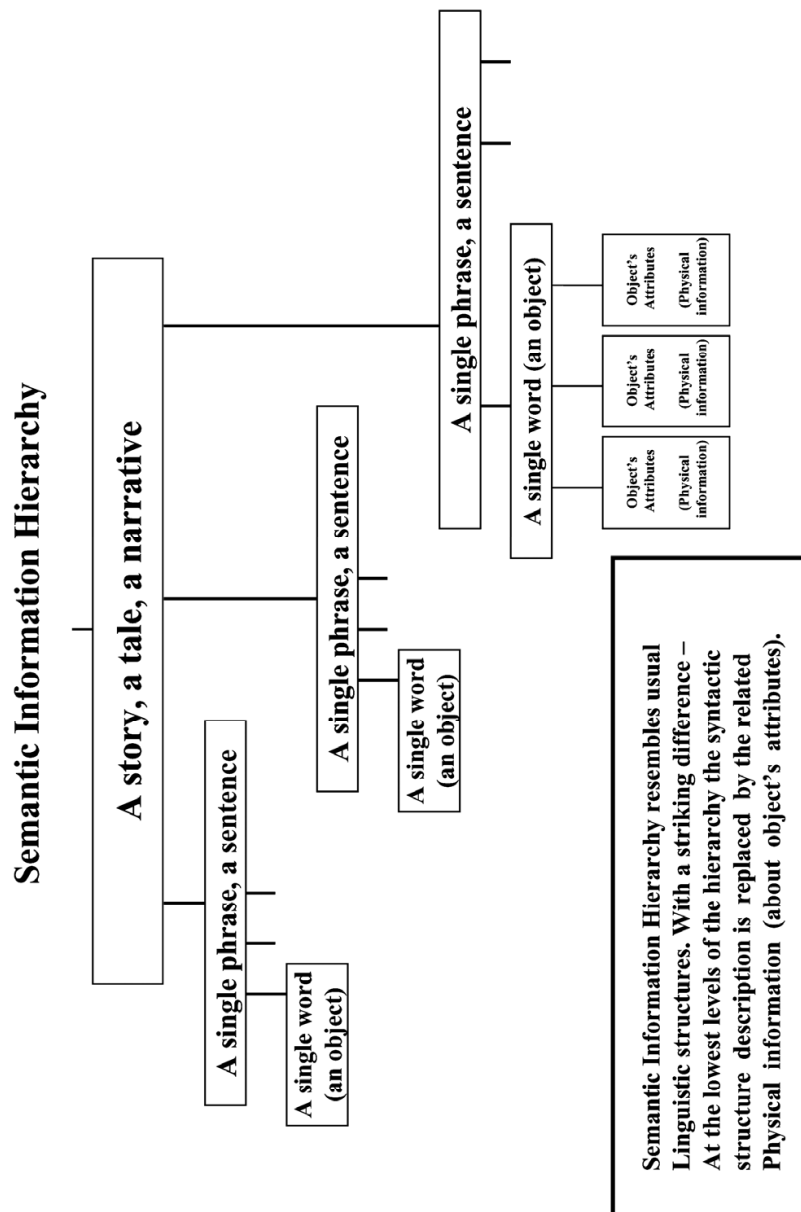 Semantic Information Hierarchy
A story, a tale, a narrative
A single phrase, a sentence
A single word
(an object)
A single phrase, a sentence
A single word
(an object)
A single phrase, a sentence
A single word (an object)
Object's
Attributes
(Physical
information)
Object's
Attributes
(Physical
information)
Object's
Attributes
(Physical
information)
Semantic Information Hierarchy resembles usual
Linguistic structures. With a striking difference –
At the lowest levels of the hierarchy the syntactic
structure description is replaced by the related
Physical information (about object's attributes).